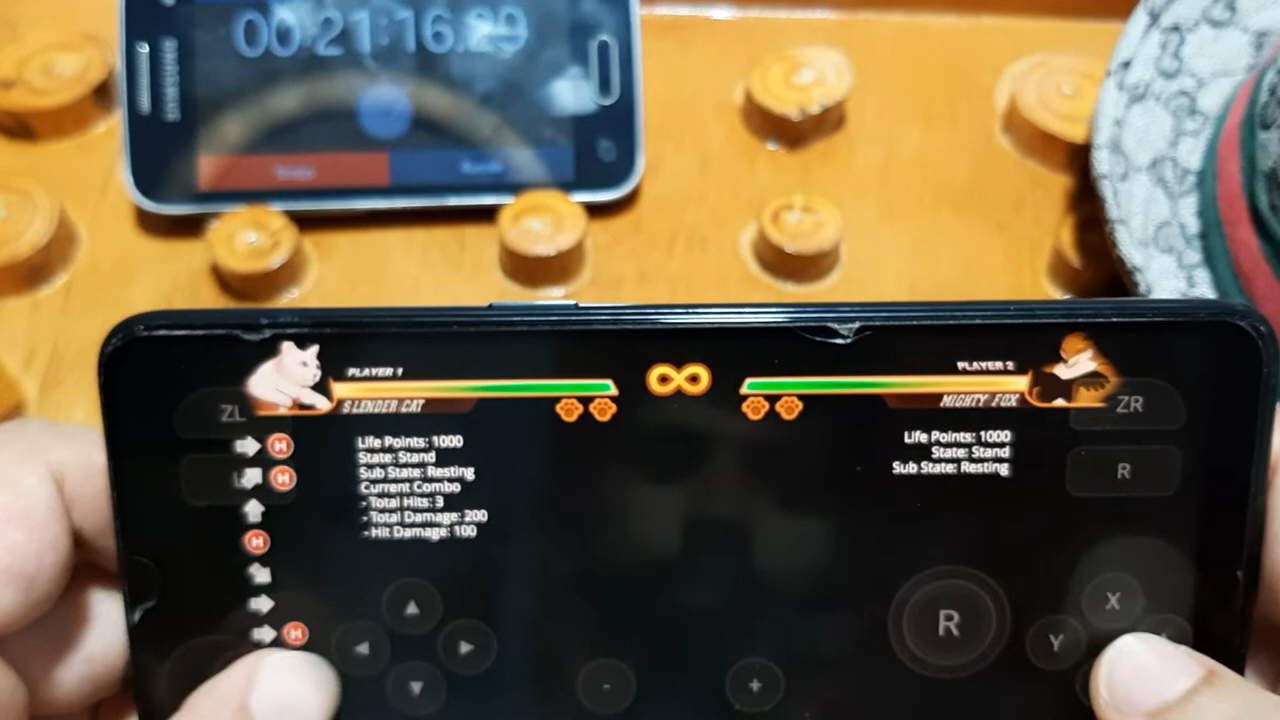 00:21:16.29
SAMSUNG
PLAYER 1
PLAYER 2
SLENDER CAT
MIGHTY FOX
ZL
ZR
R
H
H
H
H
Life Points: 1000
State: Stand
Sub State: Resting
Current Combo
- Total Hits: 3
- Total Damage: 200
- Hit Damage: 100
Life Points: 1000
State: Stand
Sub State: Resting
R
X
Y
-
+